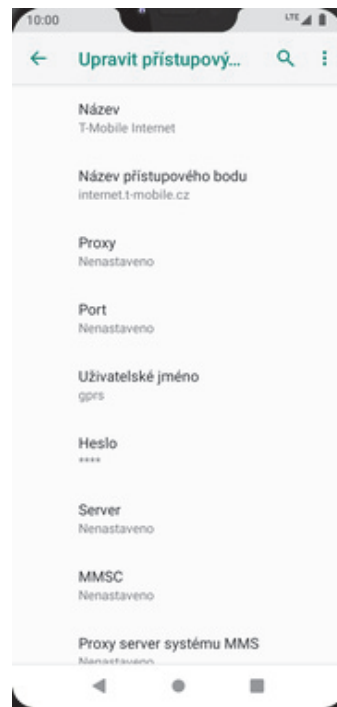 10:00
LTE
Upravit přístupový...
Název
T-Mobile Internet
Název přístupového bodu
internet.t-mobile.cz
Proxy
Nenastaveno
Port
Nenastaveno
Uživatelské jméno
gprs
Heslo
****
Server
Nenastaveno
MMSC
Nenastaveno
Proxy server systému MMS
Nenastaveno